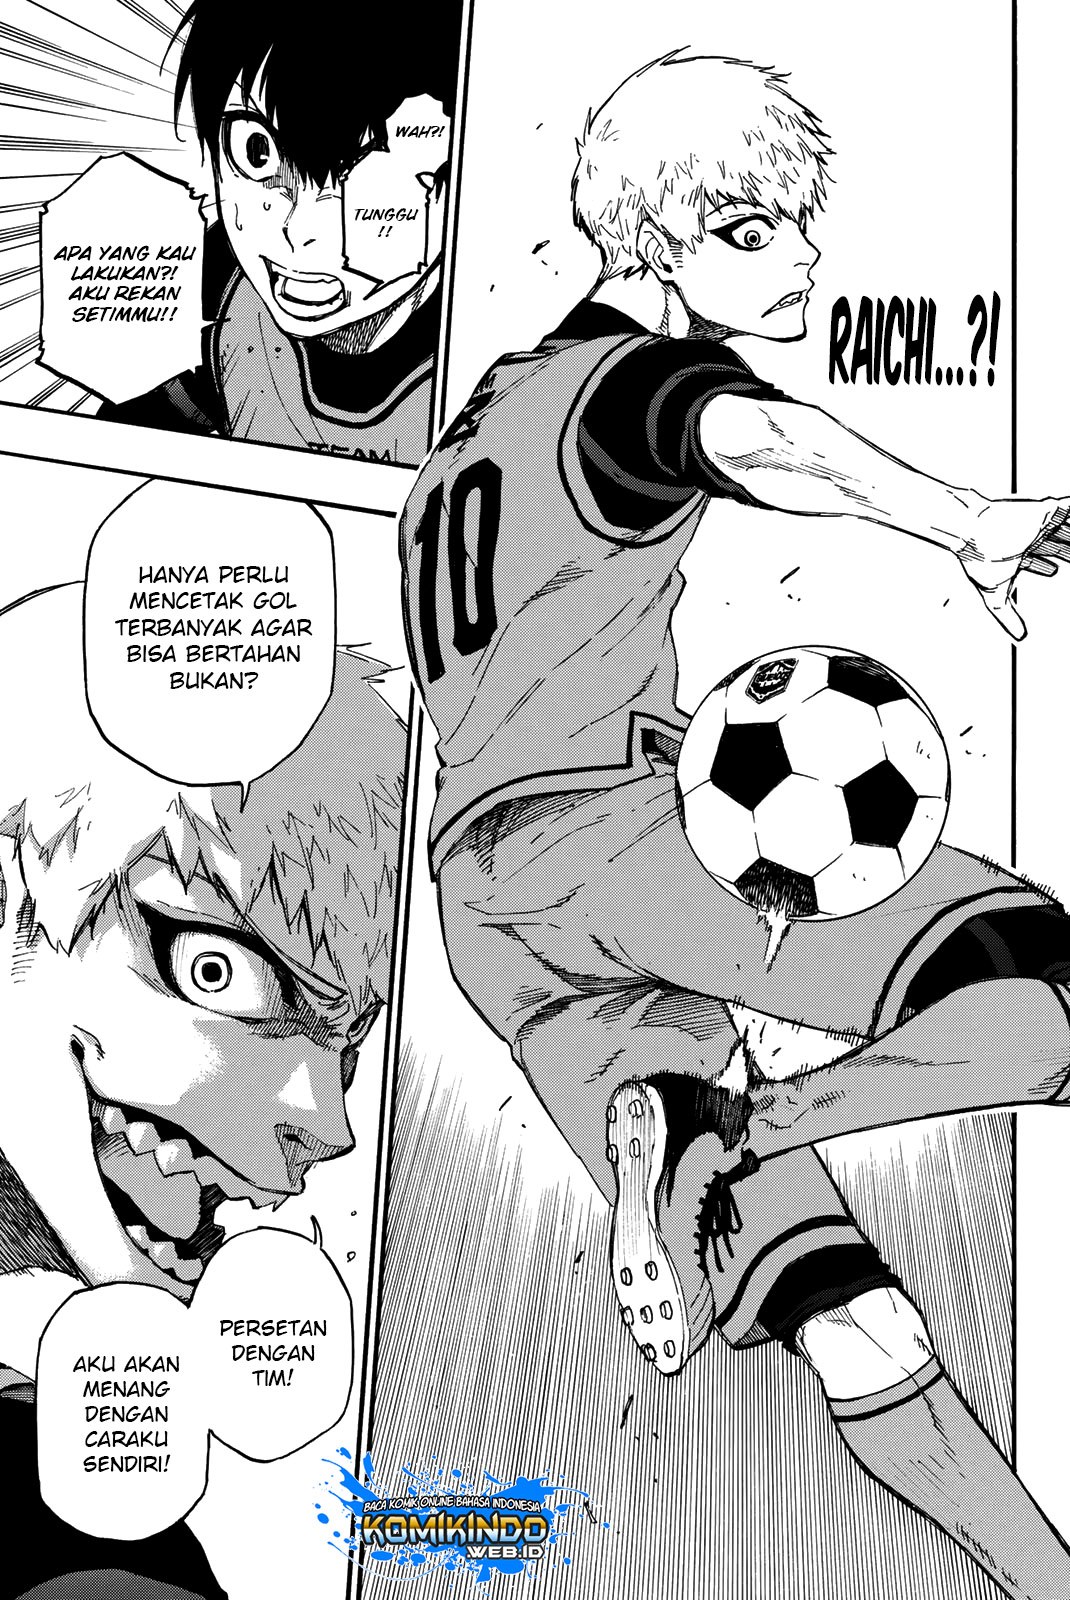 RAICHI...?!
10
WAH?!
TUNGGU
!!
APA YANG KAU
LAKUKAN?!
AKU REKAN
SETIMMU!!
TEAM
HANYA PERLU
MENCETAK GOL
TERBANYAK AGAR
BISA BERTAHAN
BUKAN?
PERSETAN
DENGAN
TIM!
AKU AKAN
MENANG
DENGAN
CARAKU
SENDIRI!
BACA KOMIK ONLINE BAHASA INDONESIA
KOMIKINDO
WEB.ID